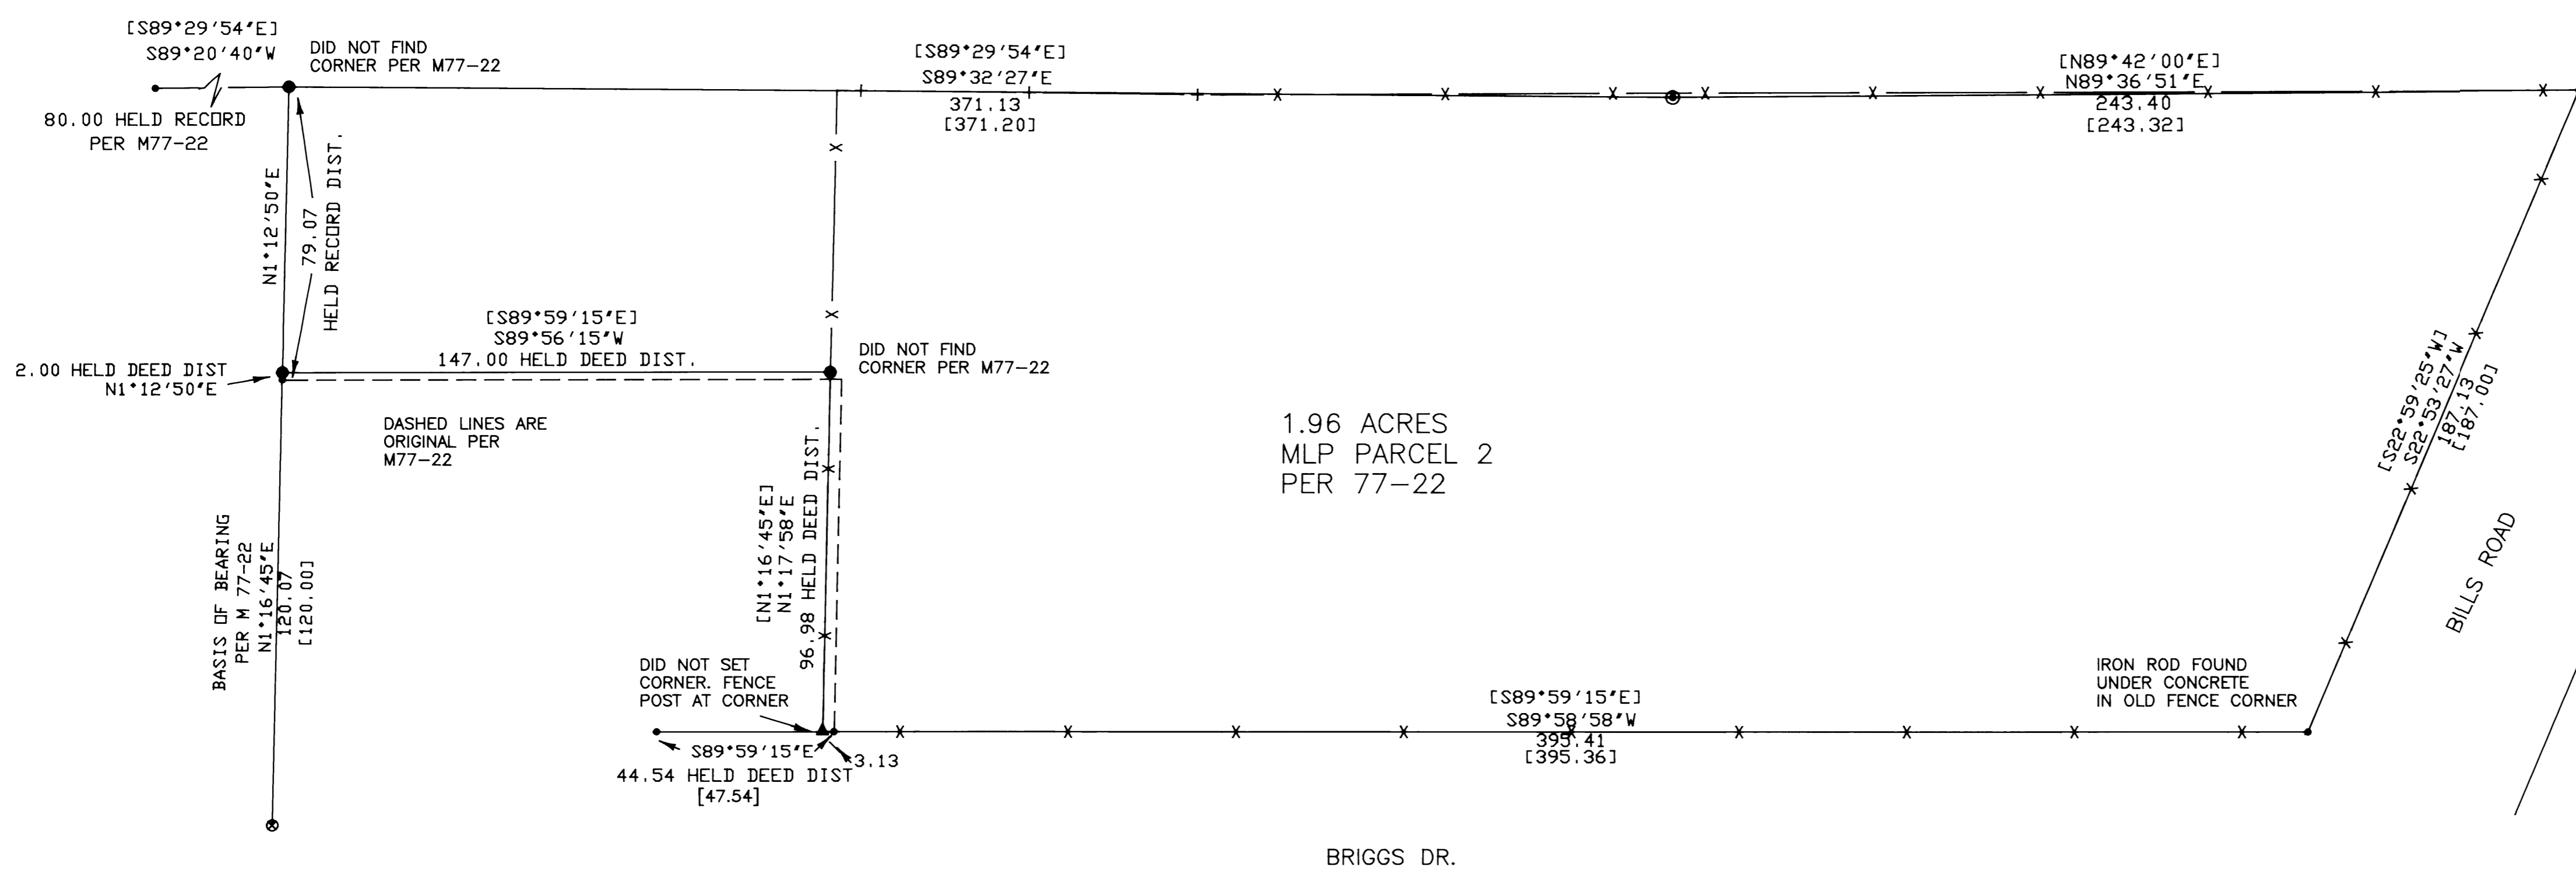 [S89°29'54"E]
S89°20'40"W
DID NOT FIND
CORNER PER M77-22
80.00 HELD RECORD
PER M77-22
[S89°29'54"E]
S89°32'27"E
371.13
[371.20]
[N89°42'00"E]
N89°36'51"E
243.40
[243.32]
N1°12'50"E
79.07
HELD RECORD DIST.
[S89°59'15"E]
S89°56'15"W
147.00 HELD DEED DIST.
2.00 HELD DEED DIST
N1°12'50"E
DID NOT FIND
CORNER PER M77-22
DASHED LINES ARE
ORIGINAL PER
M77-22
1.96 ACRES
MLP PARCEL 2
PER 77-22
[S22°59'25"W]
S22°53'27"W
187.13
[187.00]
BILLS ROAD
BASIS OF BEARING
PER M 77-22
N1°16'45"E
120.07
[120.00]
[N1°16'45"E]
N1°17'58"E
96.98 HELD DEED DIST.
DID NOT SET
CORNER. FENCE
POST AT CORNER
S89°59'15"E
3.13
44.54 HELD DEED DIST
[47.54]
[S89°59'15"E]
S89°58'58"W
395.41
[395.36]
IRON ROD FOUND
UNDER CONCRETE
IN OLD FENCE CORNER
BRIGGS DR.